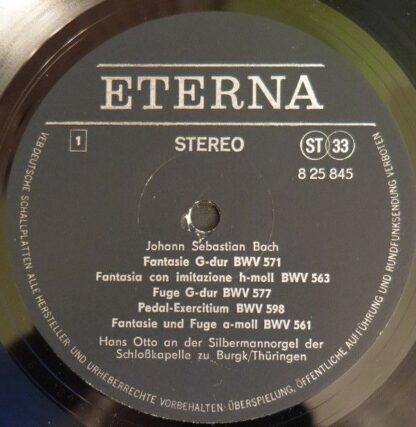 ETERNA
1
STEREO
ST 33
8 25 845
Johann Sebastian Bach
Fantasie G-dur BWV 571
Fantasia con imitazione h-moll BWV 563
Fuge G-dur BWV 577
Pedal-Exercitium BWV 598
Fantasie und Fuge a-moll BWV 561
Hans Otto an der Silbermannorgel der
Schloßkapelle zu Burgk/Thüringen
VEB DEUTSCHE SCHALLPLATTEN · ALLE HERSTELLER- UND URHEBERRECHTE VORBEHALTEN · ÜBERSPIELUNG, ÖFFENTLICHE AUFFÜHRUNG UND RUNDFUNKSENDUNG VERBOTEN